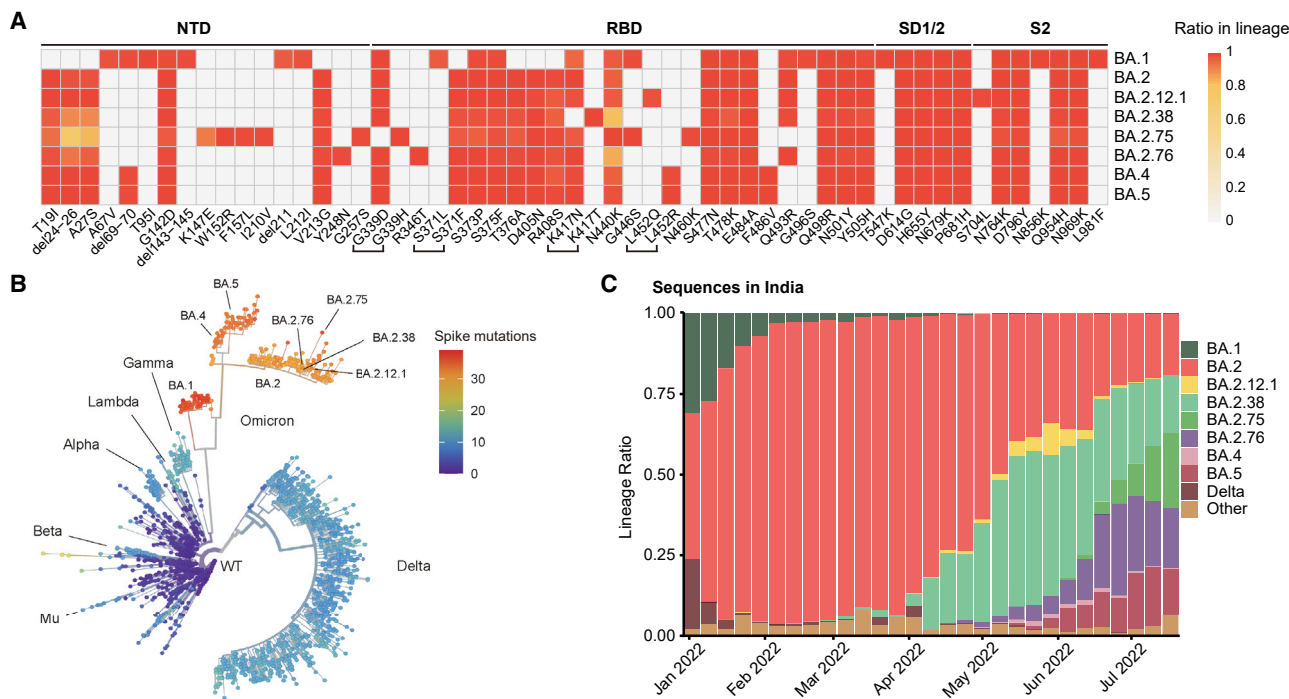 A
NTD
RBD
SD1/2
S2
Ratio in lineage
BA.1
BA.2
BA.2.12.1
BA.2.38
BA.2.75
BA.2.76
BA.4
BA.5
1
0.8
0.6
0.4
0.2
0
T19I
del24-26
A27S
A67V
del69-70
T95I
G142D
del143-145
K147E
W152R
F157L
I210V
del211
L212I
V213G
Y248N
G257S
G339D
G339H
R346T
S371L
S371F
S373P
S375F
T376A
D405N
R408S
K417N
K417T
N440K
G446S
L452Q
L452R
N460K
S477N
T478K
E484A
F486V
Q493R
G496S
Q498R
N501Y
Y505H
T547K
D614G
H655Y
N679K
P681H
S704L
N764K
D796Y
N856K
Q954H
N969K
L981F
B
BA.5
BA.4
BA.2.75
BA.2.76
BA.2.38
BA.2.12.1
BA.2
BA.1
Omicron
Gamma
Lambda
Alpha
Beta
Mu
WT
Delta
Spike mutations
30
20
10
0
C
Sequences in India
Lineage Ratio
1.00
0.75
0.50
0.25
0.00
Jan 2022
Feb 2022
Mar 2022
Apr 2022
May 2022
Jun 2022
Jul 2022
BA.1
BA.2
BA.2.12.1
BA.2.38
BA.2.75
BA.2.76
BA.4
BA.5
Delta
Other